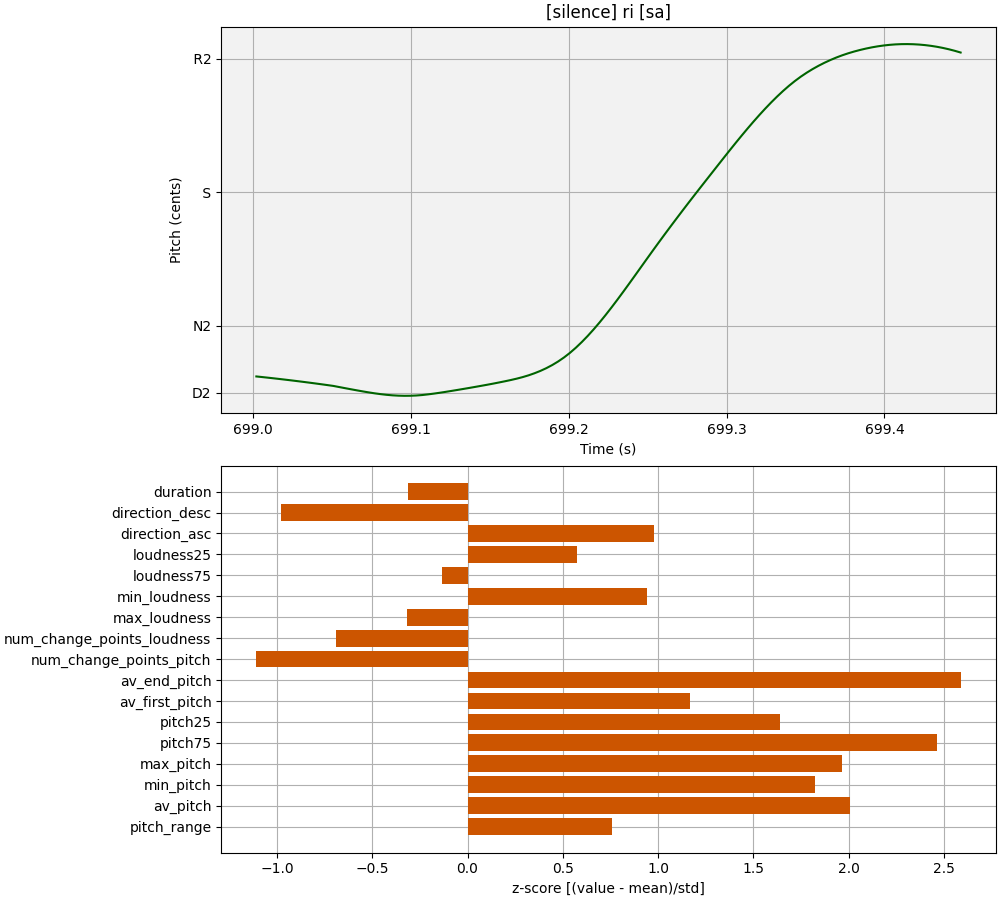 [silence] ri [sa]
R2
S
N2
D2
Pitch (cents)
699.0 699.1 699.2 699.3 699.4
Time (s)
duration
direction_desc
direction_asc
loudness25
loudness75
min_loudness
max_loudness
num_change_points_loudness
num_change_points_pitch
av_end_pitch
av_first_pitch
pitch25
pitch75
max_pitch
min_pitch
av_pitch
pitch_range
−1.0 −0.5 0.0 0.5 1.0 1.5 2.0 2.5
z-score [(value - mean)/std]